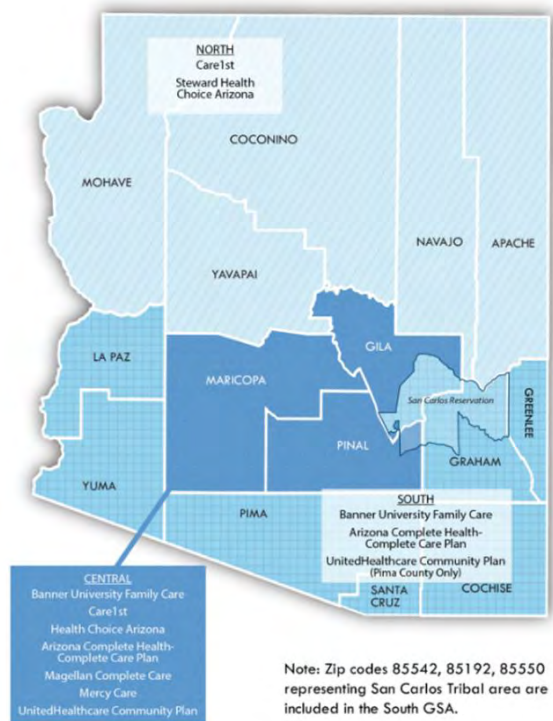 NORTH
Care1st
Steward Health
Choice Arizona
COCONINO
MOHAVE
NAVAJO
APACHE
YAVAPAI
LA PAZ
GILA
MARICOPA
San Carlos Reservation
GREENLEE
PINAL
GRAHAM
YUMA
PIMA
SOUTH
Banner University Family Care
Arizona Complete Health-
Complete Care Plan
UnitedHealthcare Community Plan
(Pima County Only)
SANTA
CRUZ
COCHISE
CENTRAL
Banner University Family Care
Care1st
Health Choice Arizona
Arizona Complete Health-
Complete Care Plan
Magellan Complete Care
Mercy Care
UnitedHealthcare Community Plan
Note: Zip codes 85542, 85192, 85550
representing San Carlos Tribal area are
included in the South GSA.